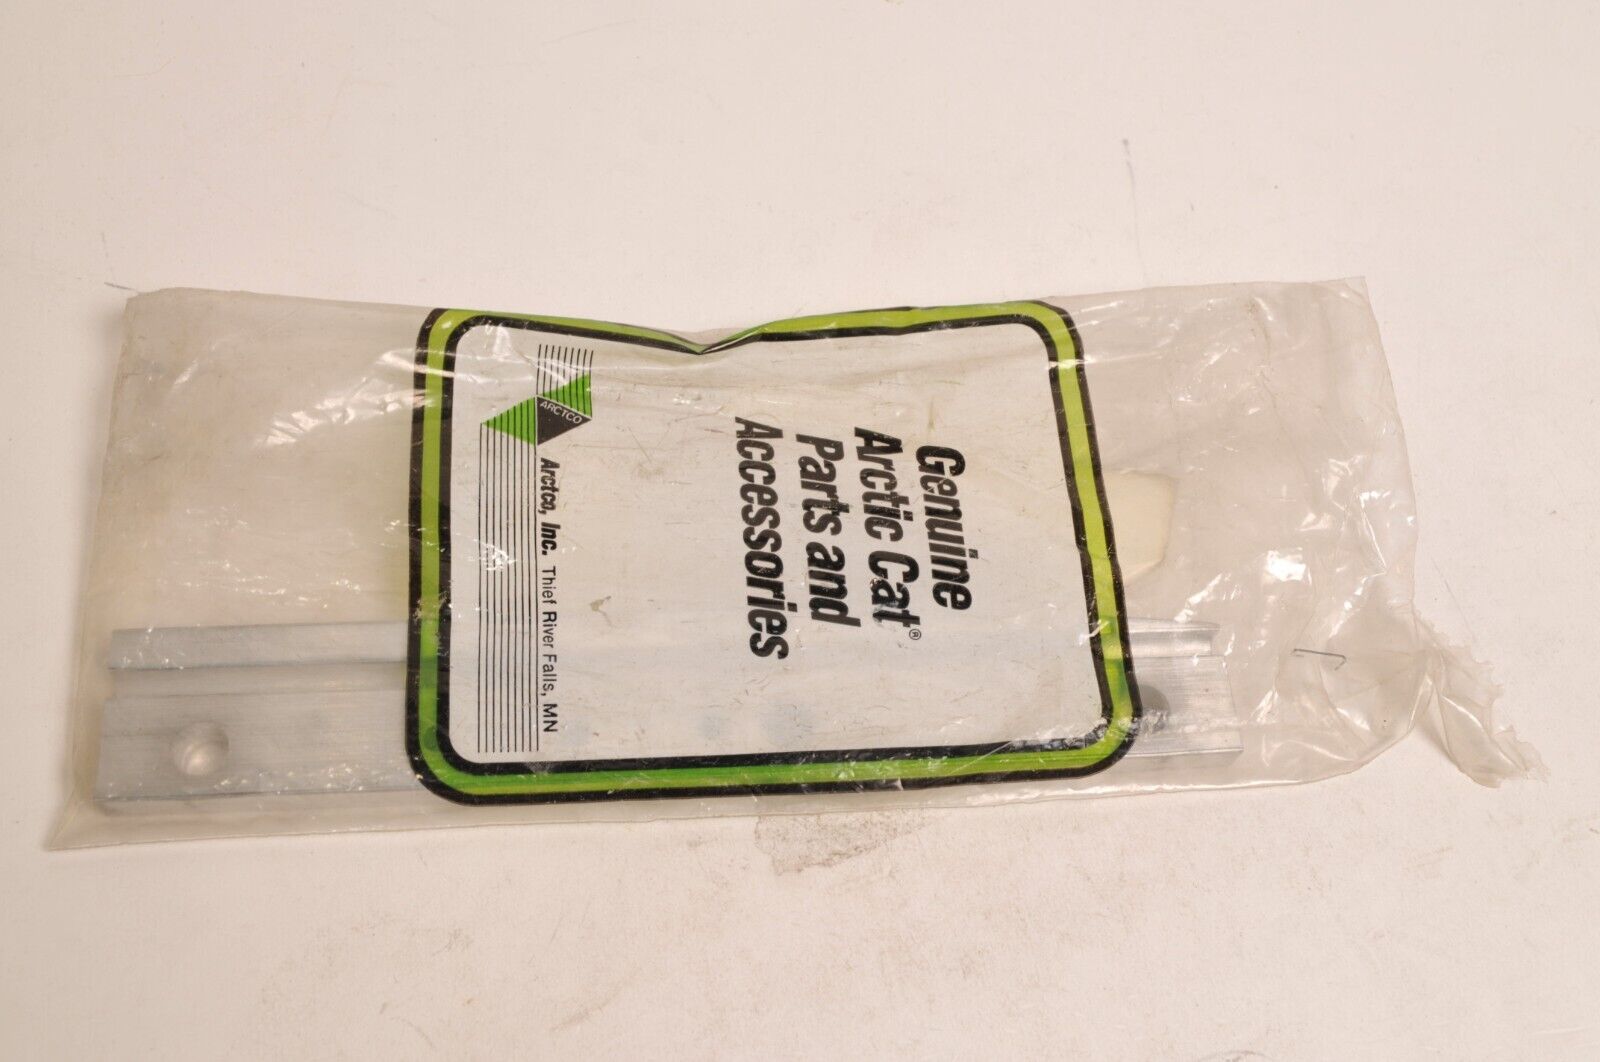 Genuine
Arctic Cat®
Parts and
Accessories
ARCTCO
Arctco, Inc. Thief River Falls, MN